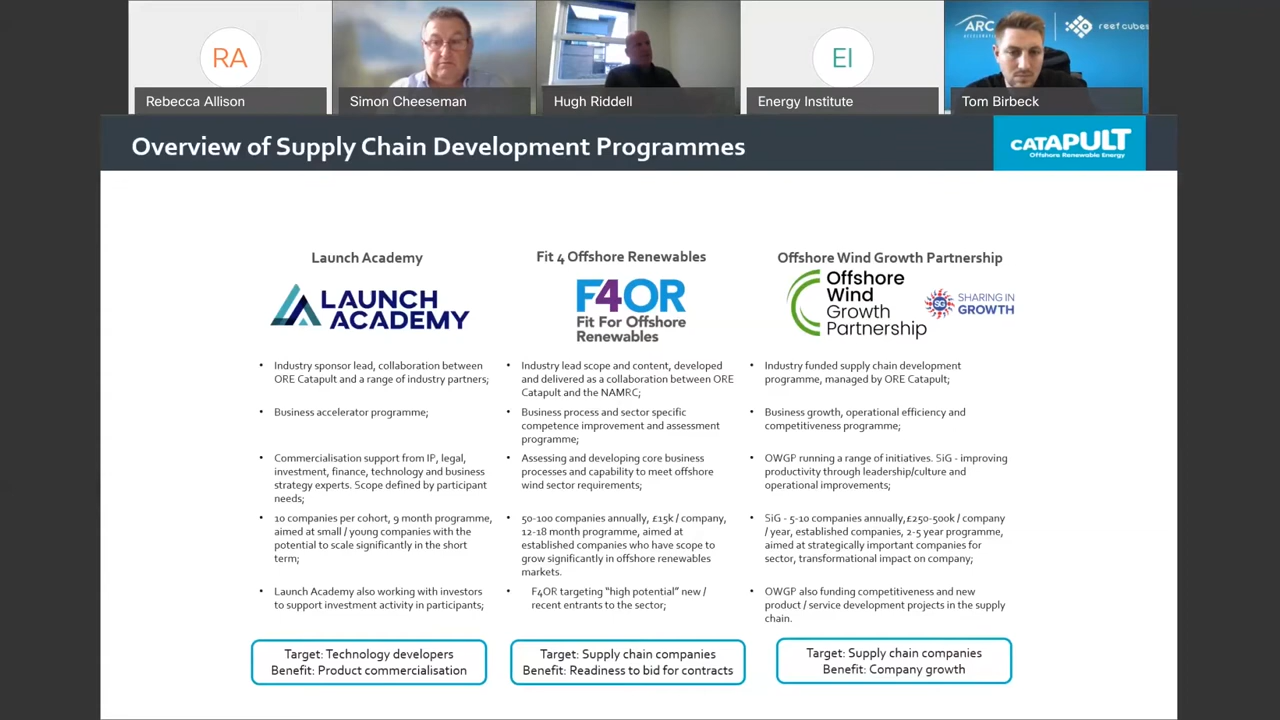 RA
EI
ARC
reef cubes
Rebecca Allison
Simon Cheeseman
Hugh Riddell
Energy Institute
Tom Birbeck
Overview of Supply Chain Development Programmes
CATAPULT
Offshore Renewable Energy
Launch Academy
LAUNCH
ACADEMY
• Industry sponsor lead, collaboration between
ORE Catapult and a range of industry partners;
• Business accelerator programme;
• Commercialisation support from IP, legal,
investment, finance, technology and business
strategy experts. Scope defined by participant
needs;
• 10 companies per cohort, 9 month programme,
aimed at small / young companies with the
potential to scale significantly in the short
term;
• Launch Academy also working with investors
to support investment activity in participants;
Target: Technology developers
Benefit: Product commercialisation
Fit 4 Offshore Renewables
F4OR
Fit For Offshore
Renewables
• Industry lead scope and content, developed
and delivered as a collaboration between ORE
Catapult and the NAMRC;
• Business process and sector specific
competence improvement and assessment
programme;
• Assessing and developing core business
processes and capability to meet offshore
wind sector requirements;
• 50-100 companies annually, £15k / company,
12-18 month programme, aimed at
established companies who have scope to
grow significantly in offshore renewables
markets.
• F4OR targeting "high potential" new /
recent entrants to the sector;
Target: Supply chain companies
Benefit: Readiness to bid for contracts
Offshore Wind Growth Partnership
Offshore
Wind
Growth
Partnership
SiG
SHARING IN
GROWTH
• Industry funded supply chain development
programme, managed by ORE Catapult;
• Business growth, operational efficiency and
competitiveness programme;
• OWGP running a range of initiatives. SiG - improving
productivity through leadership/culture and
operational improvements;
• SiG - 5-10 companies annually,£250-500k / company
/ year, established companies, 2-5 year programme,
aimed at strategically important companies for
sector, transformational impact on company;
• OWGP also funding competitiveness and new
product / service development projects in the supply
chain.
Target: Supply chain companies
Benefit: Company growth